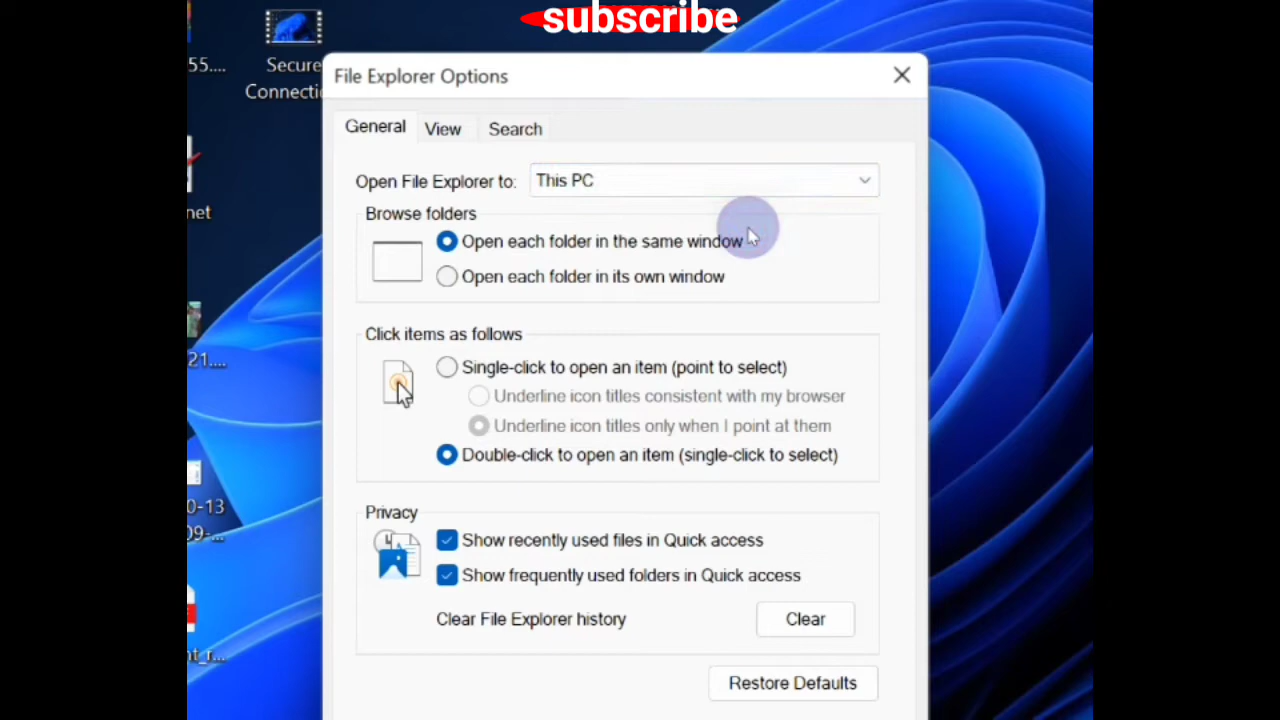 subscribe
55....
Secure
Connectio
net
21....
0-13
09-...
nt_r...
File Explorer Options
General
View
Search
Open File Explorer to:
This PC
Browse folders
Open each folder in the same window
Open each folder in its own window
Click items as follows
Single-click to open an item (point to select)
Underline icon titles consistent with my browser
Underline icon titles only when I point at them
Double-click to open an item (single-click to select)
Privacy
Show recently used files in Quick access
Show frequently used folders in Quick access
Clear File Explorer history
Clear
Restore Defaults